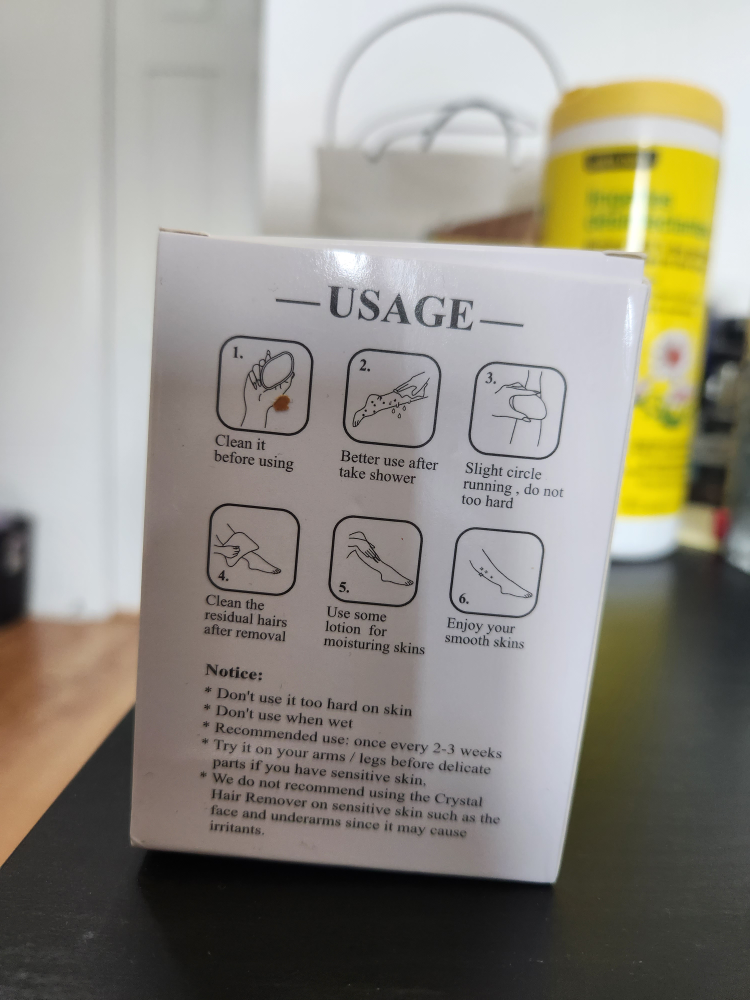 —USAGE—
1.
2.
3.
Clean it
before using
Better use after
take shower
Slight circle
running , do not
too hard
4.
5.
6.
Clean the
residual hairs
after removal
Use some
lotion for
moisturing skins
Enjoy your
smooth skins
Notice:
* Don't use it too hard on skin
* Don't use when wet
* Recommended use: once every 2-3 weeks
* Try it on your arms / legs before delicate
parts if you have sensitive skin,
* We do not recommend using the Crystal
Hair Remover on sensitive skin such as the
face and underarms since it may cause
irritants.